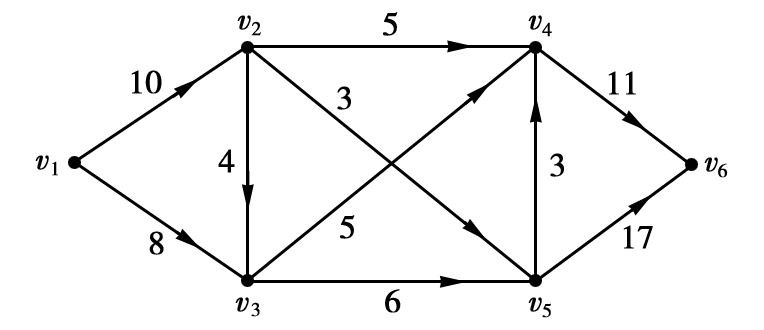 v₂ 5 v₄
10 3 11
v₁ 4 3 v₆
8 5 17
v₃ 6 v₅